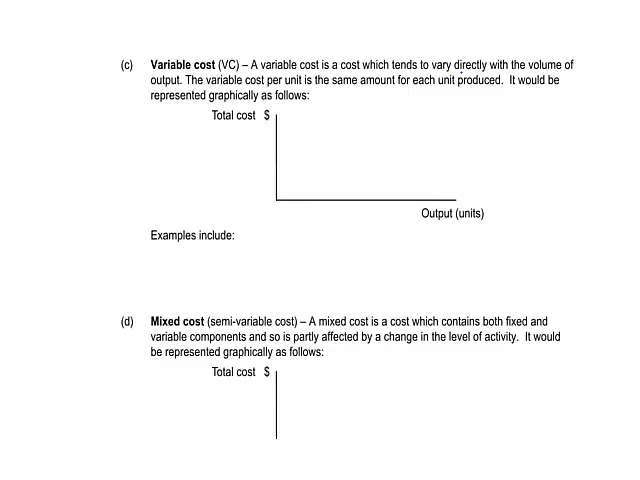 (c) Variable cost (VC) – A variable cost is a cost which tends to vary directly with the volume of
output. The variable cost per unit is the same amount for each unit produced.  It would be
represented graphically as follows:
Total cost $
Output (units)
Examples include:
(d) Mixed cost (semi-variable cost) – A mixed cost is a cost which contains both fixed and
variable components and so is partly affected by a change in the level of activity.  It would
be represented graphically as follows:
Total cost $